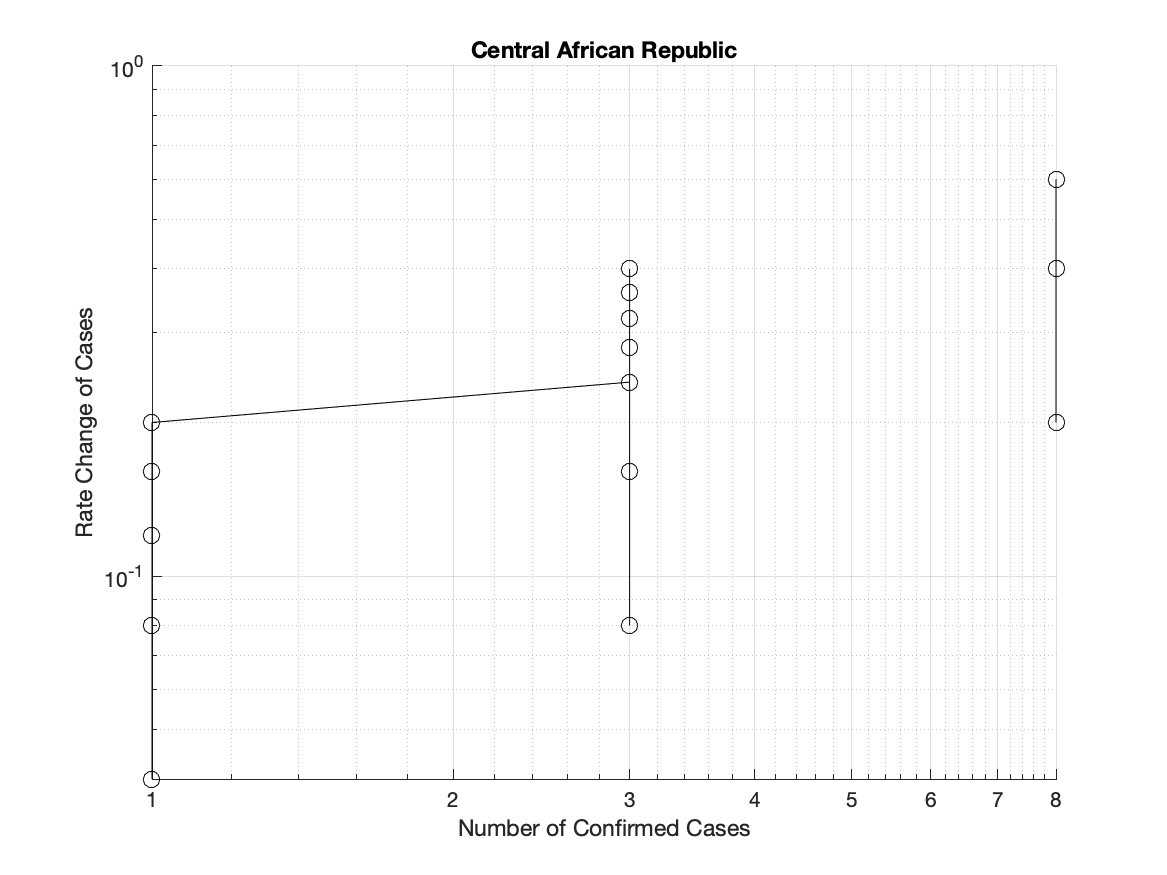 Central African Republic
10^0
10^-1
Rate Change of Cases
1 2 3 4 5 6 7 8
Number of Confirmed Cases